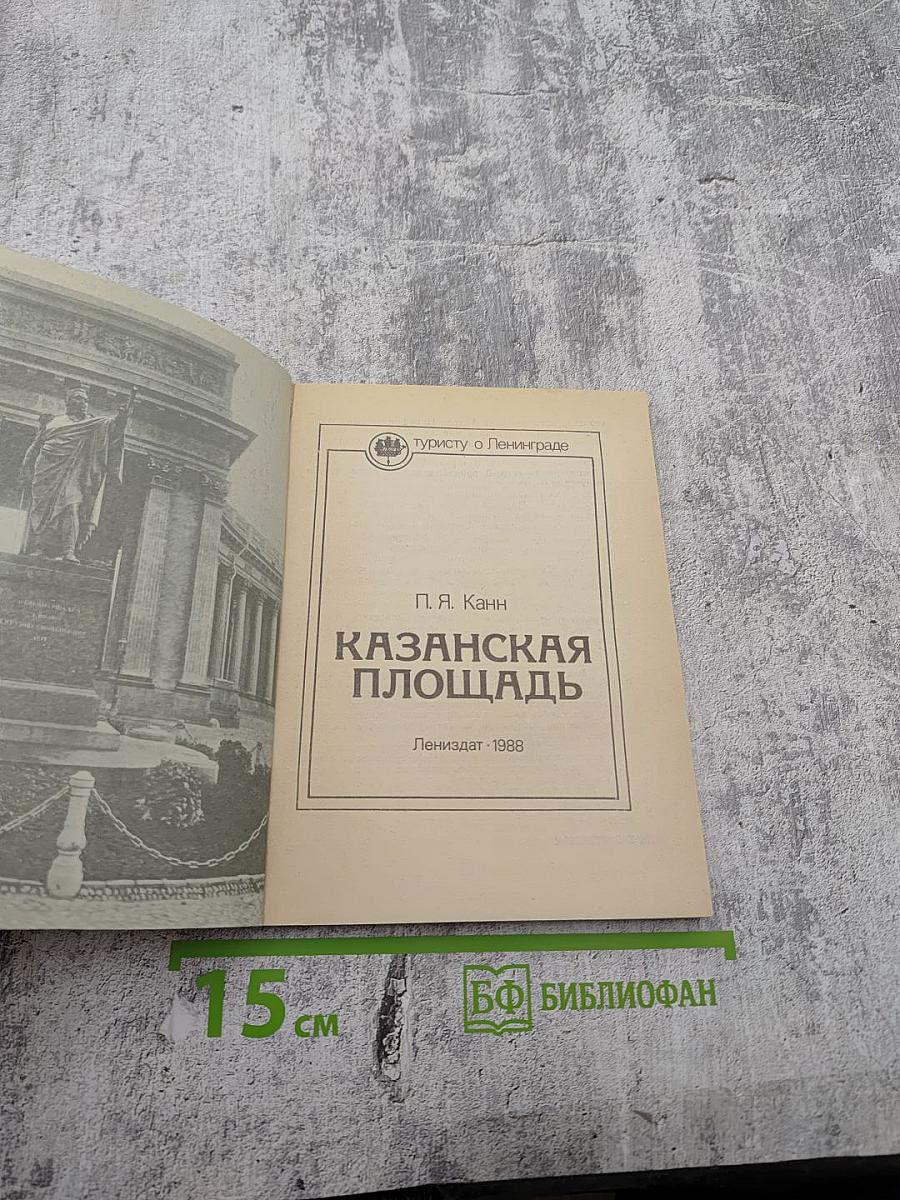 туристу о Ленинграде
П. Я. Канн
КАЗАНСКАЯ
ПЛОЩАДЬ
Лениздат · 1988
15 см
БФ БИБЛИОФАН